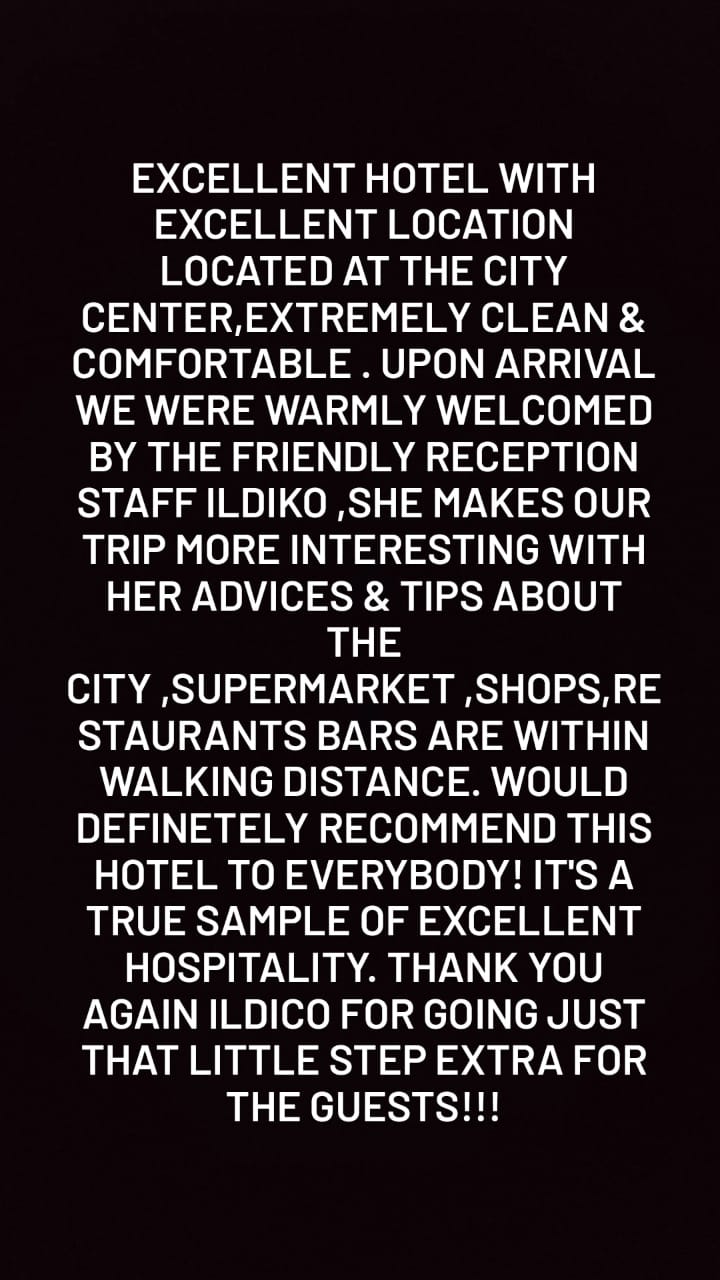 EXCELLENT HOTEL WITH
EXCELLENT LOCATION
LOCATED AT THE CITY
CENTER,EXTREMELY CLEAN &
COMFORTABLE . UPON ARRIVAL
WE WERE WARMLY WELCOMED
BY THE FRIENDLY RECEPTION
STAFF ILDIKO ,SHE MAKES OUR
TRIP MORE INTERESTING WITH
HER ADVICES & TIPS ABOUT
THE
CITY ,SUPERMARKET ,SHOPS,RE
STAURANTS BARS ARE WITHIN
WALKING DISTANCE. WOULD
DEFINETELY RECOMMEND THIS
HOTEL TO EVERYBODY! IT'S A
TRUE SAMPLE OF EXCELLENT
HOSPITALITY. THANK YOU
AGAIN ILDICO FOR GOING JUST
THAT LITTLE STEP EXTRA FOR
THE GUESTS!!!